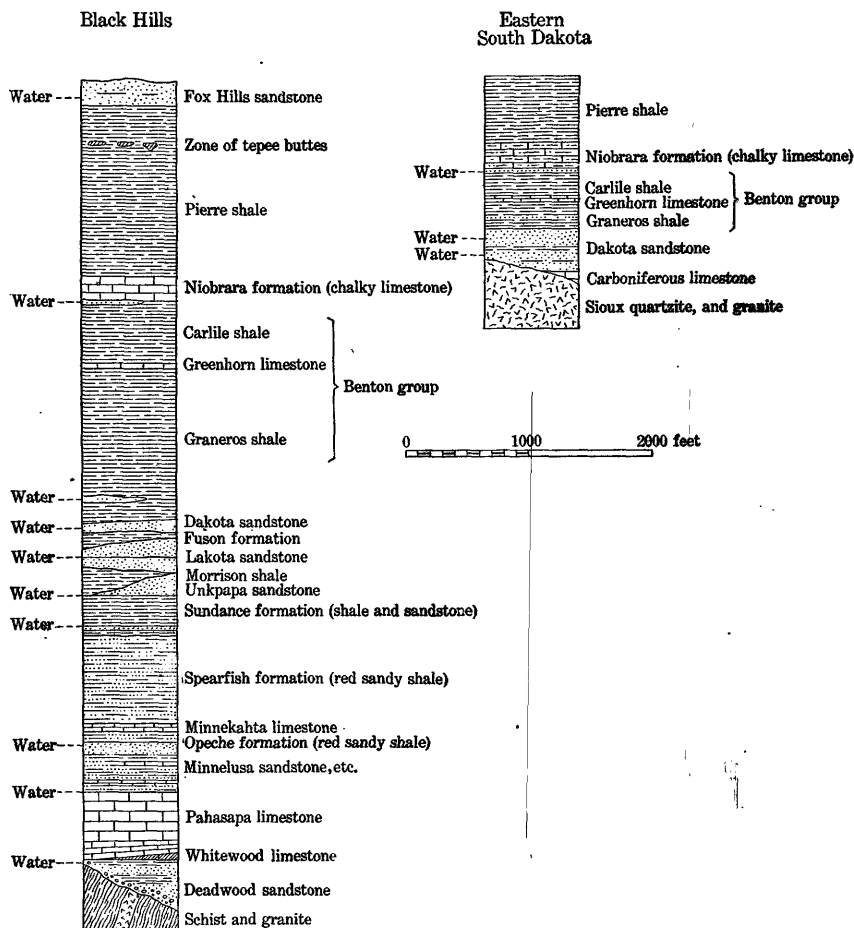 Black Hills
Water
Fox Hills sandstone
Zone of tepee buttes
Pierre shale
Niobrara formation (chalky limestone)
Water
Carlile shale
Greenhorn limestone
Benton group
Graneros shale
Water
Dakota sandstone
Water
Fuson formation
Water
Lakota sandstone
Morrison shale
Unkpapa sandstone
Water
Sundance formation (shale and sandstone)
Water
Spearfish formation (red sandy shale)
Minnekahta limestone
Opeche formation (red sandy shale)
Water
Minnelusa sandstone, etc.
Water
Pahasapa limestone
Whitewood limestone
Water
Deadwood sandstone
Schist and granite
Eastern
South Dakota
Pierre shale
Niobrara formation (chalky limestone)
Water
Carlile shale
Greenhorn limestone
Benton group
Graneros shale
Water
Dakota sandstone
Water
Carboniferous limestone
Sioux quartzite, and granite
0 1000 2000 feet